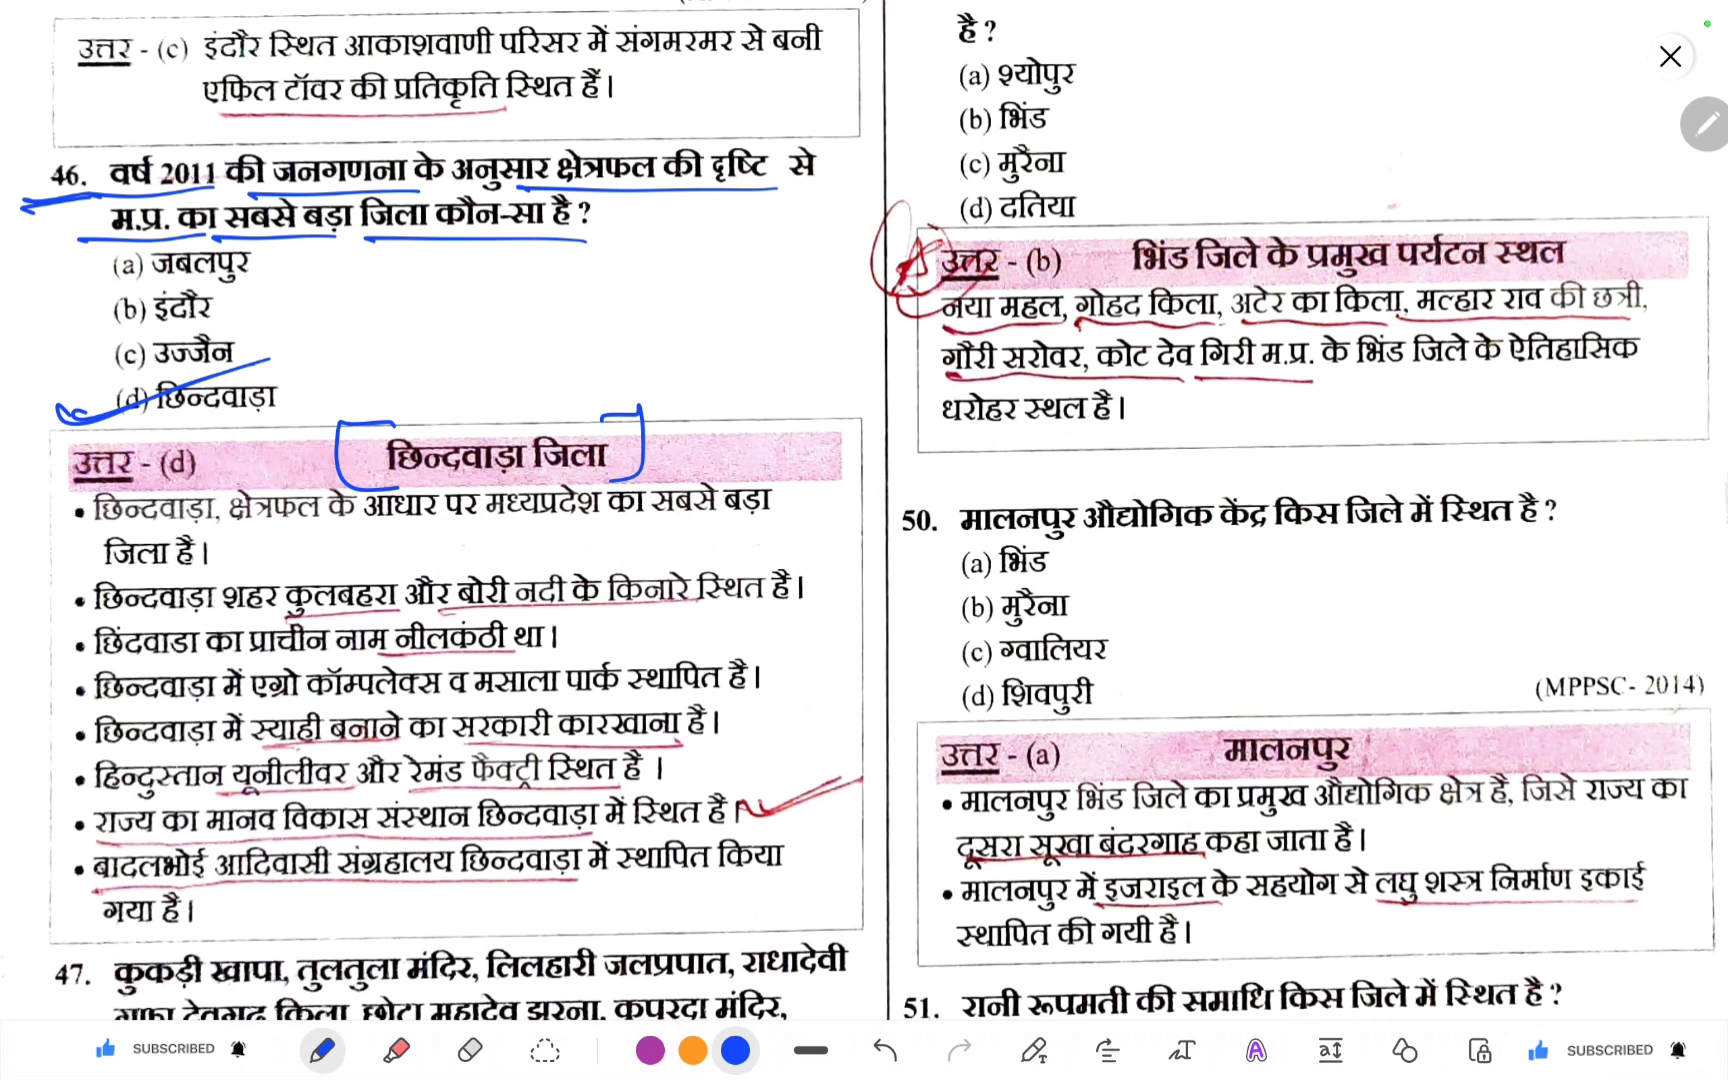 उत्तर - (c) इंदौर स्थित आकाशवाणी परिसर में संगमरमर से बनी
एफिल टॉवर की प्रतिकृति स्थित हैं।
46. वर्ष 2011 की जनगणना के अनुसार क्षेत्रफल की दृष्टि से
म.प्र. का सबसे बड़ा जिला कौन-सा है ?
(a) जबलपुर
(b) इंदौर
(c) उज्जैन
(d) छिन्दवाड़ा
उत्तर - (d) छिन्दवाड़ा जिला
• छिन्दवाड़ा, क्षेत्रफल के आधार पर मध्यप्रदेश का सबसे बड़ा
जिला है।
• छिन्दवाड़ा शहर कुलबहरा और बोरी नदी के किनारे स्थित है।
• छिंदवाडा का प्राचीन नाम नीलकंठी था।
• छिन्दवाड़ा में एग्रो कॉम्पलेक्स व मसाला पार्क स्थापित है।
• छिन्दवाड़ा में स्याही बनाने का सरकारी कारखाना है।
• हिन्दुस्तान यूनीलीवर और रेमंड फैक्ट्री स्थित है ।
• राज्य का मानव विकास संस्थान छिन्दवाड़ा में स्थित है।
• बादलभोई आदिवासी संग्रहालय छिन्दवाड़ा में स्थापित किया
गया है।
47. कुकड़ी खापा, तुलतुला मंदिर, लिलहारी जलप्रपात, राधादेवी
गुफा देवगढ़ किला, छोटा महादेव झरना, कपरदा मंदिर,
है ?
(a) श्योपुर
(b) भिंड
(c) मुरैना
(d) दतिया
उत्तर - (b) भिंड जिले के प्रमुख पर्यटन स्थल
नया महल, गोहद किला, अटेर का किला, मल्हार राव की छत्री,
गौरी सरोवर, कोट देव गिरी म.प्र. के भिंड जिले के ऐतिहासिक
धरोहर स्थल है।
50. मालनपुर औद्योगिक केंद्र किस जिले में स्थित है ?
(a) भिंड
(b) मुरैना
(c) ग्वालियर
(d) शिवपुरी
(MPPSC- 2014)
उत्तर - (a) मालनपुर
• मालनपुर भिंड जिले का प्रमुख औद्योगिक क्षेत्र है, जिसे राज्य का
दूसरा सूखा बंदरगाह कहा जाता है।
• मालनपुर में इजराइल के सहयोग से लघु शस्त्र निर्माण इकाई
स्थापित की गयी है।
51. रानी रूपमती की समाधि किस जिले में स्थित है ?
SUBSCRIBED
SUBSCRIBED